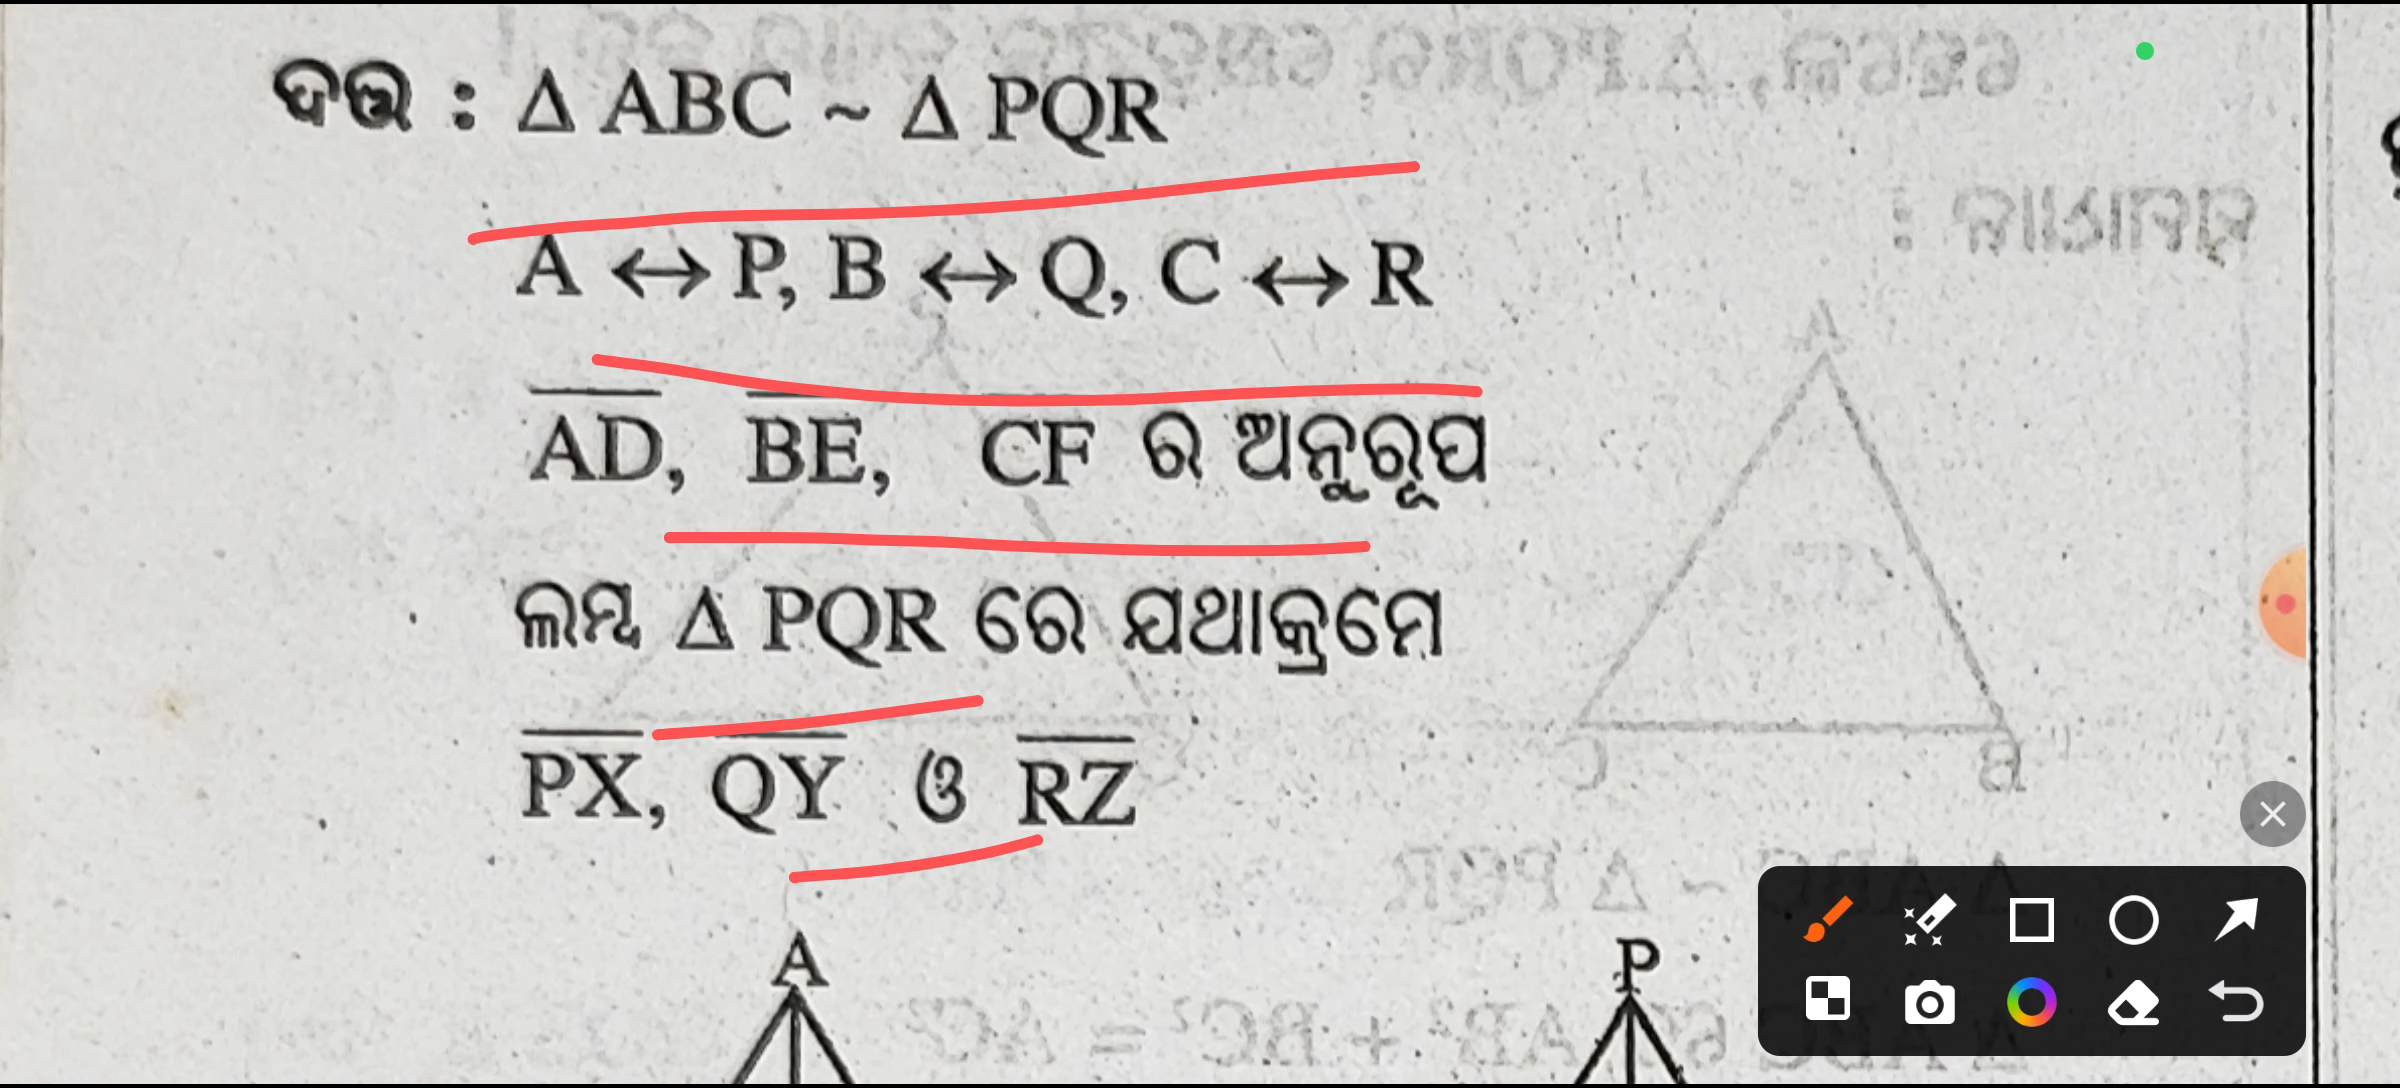 ଦତ୍ତ : Δ ABC ~ Δ PQR
A ↔ P, B ↔ Q, C ↔ R
AD, BE, CF ର ଅନୁରୂପ
ଲମ୍ବ Δ PQR ରେ ଯଥାକ୍ରମେ
PX, QY ଓ RZ
A P